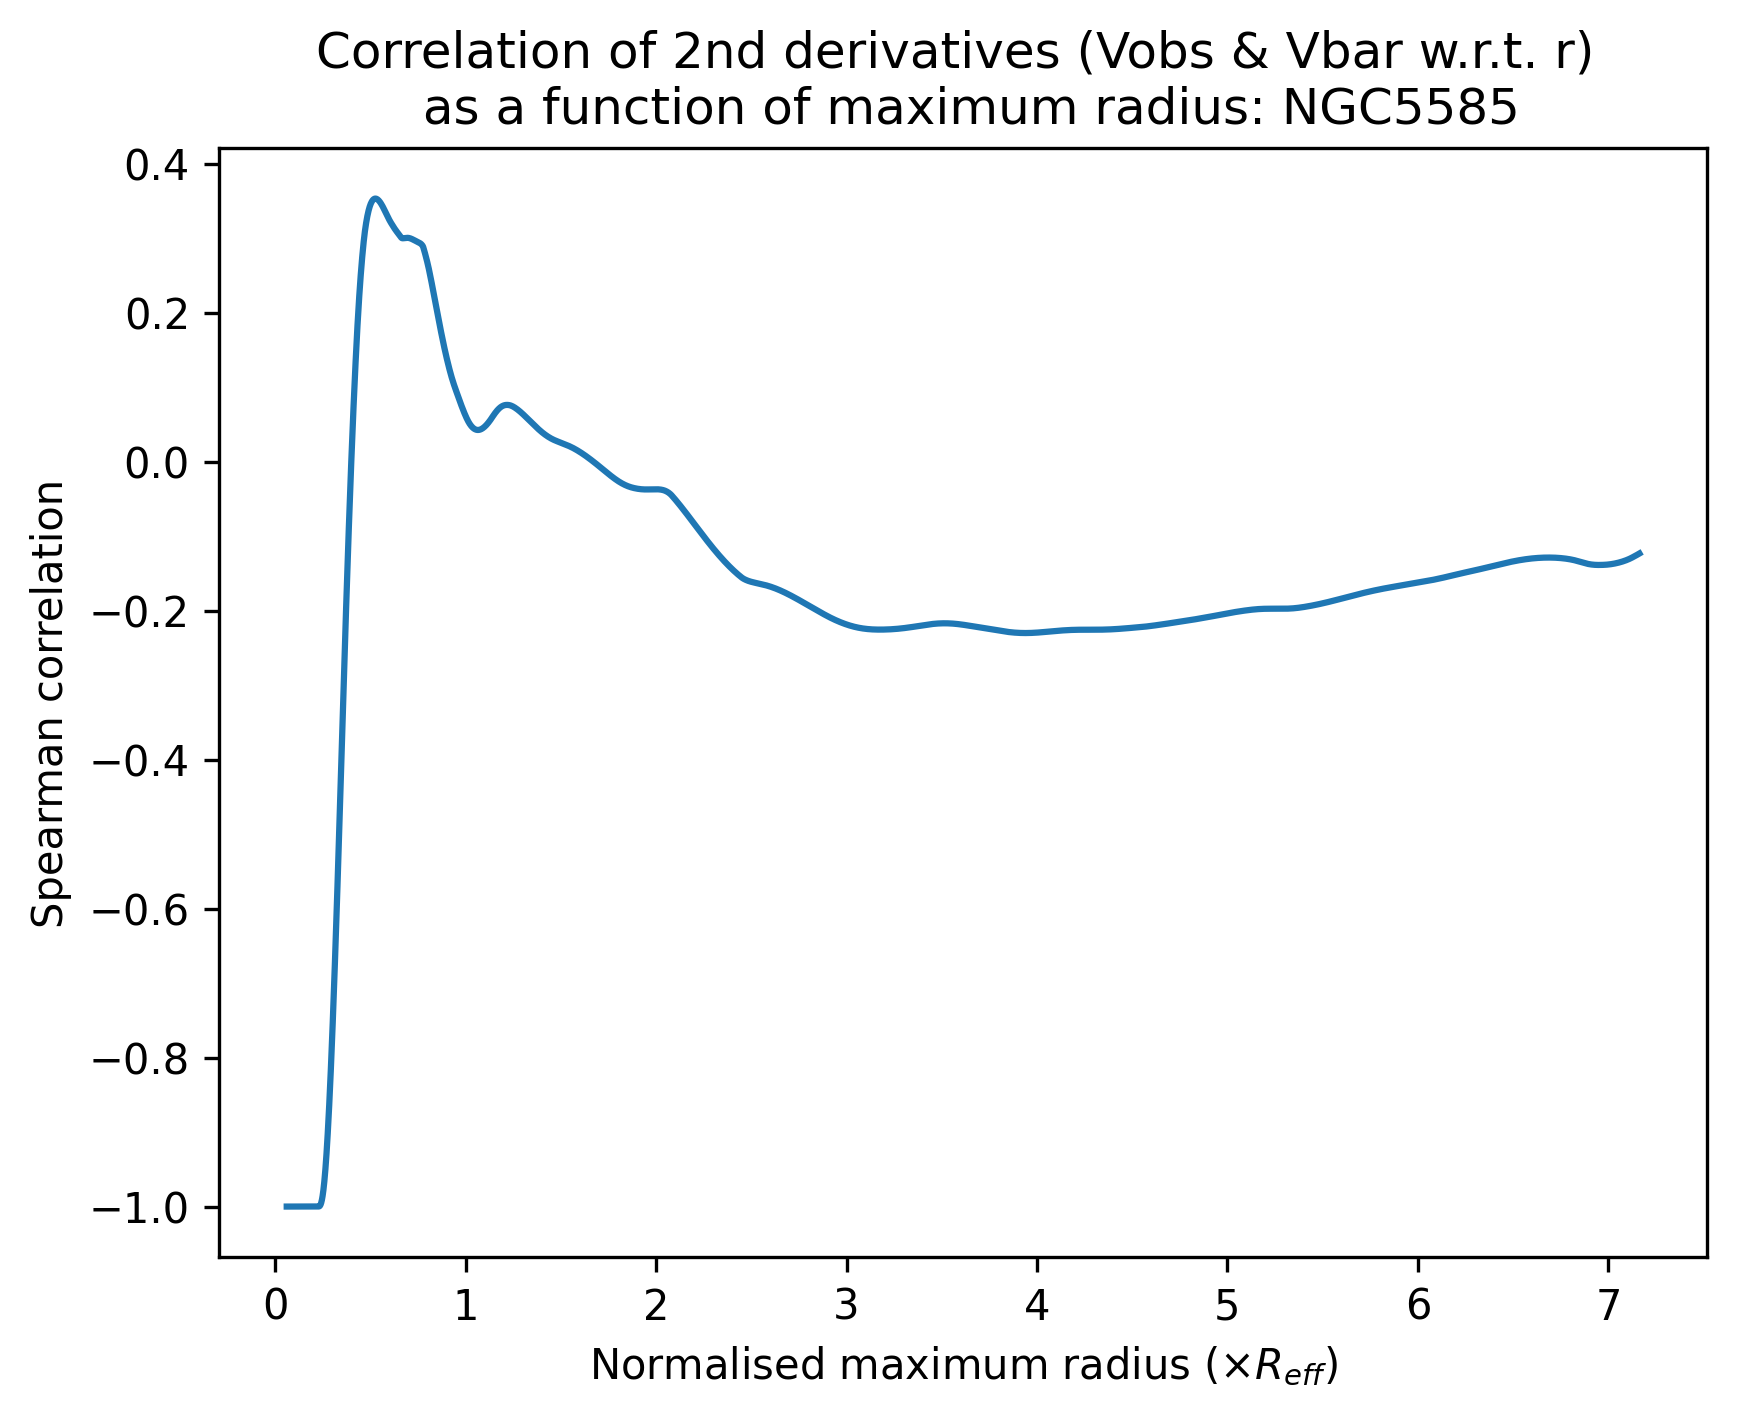 Correlation of 2nd derivatives (Vobs & Vbar w.r.t. r)
as a function of maximum radius: NGC5585
Spearman correlation
0.4
0.2
0.0
−0.2
−0.4
−0.6
−0.8
−1.0
0 1 2 3 4 5 6 7
Normalised maximum radius (×R_eff)